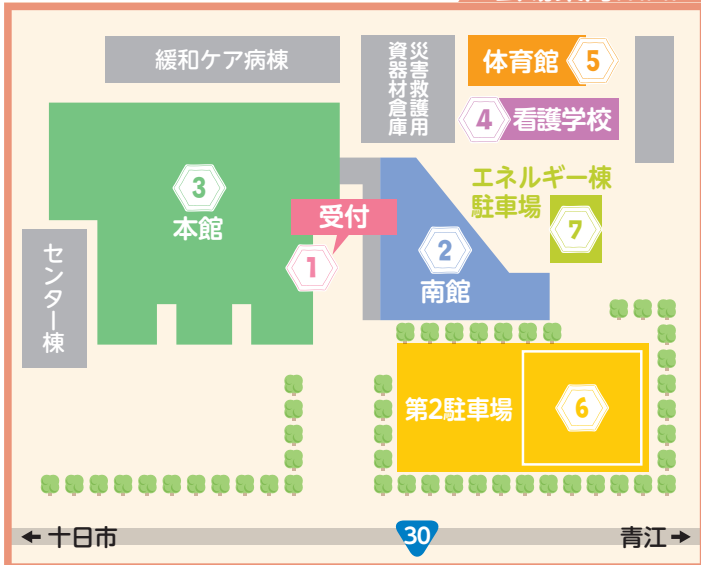 緩和ケア病棟
災害救護用
資器材倉庫
体育館
5
4
看護学校
エネルギー棟
駐車場
7
3
本館
受付
1
2
南館
センター棟
第2駐車場
6
← 十日市
30
青江 →